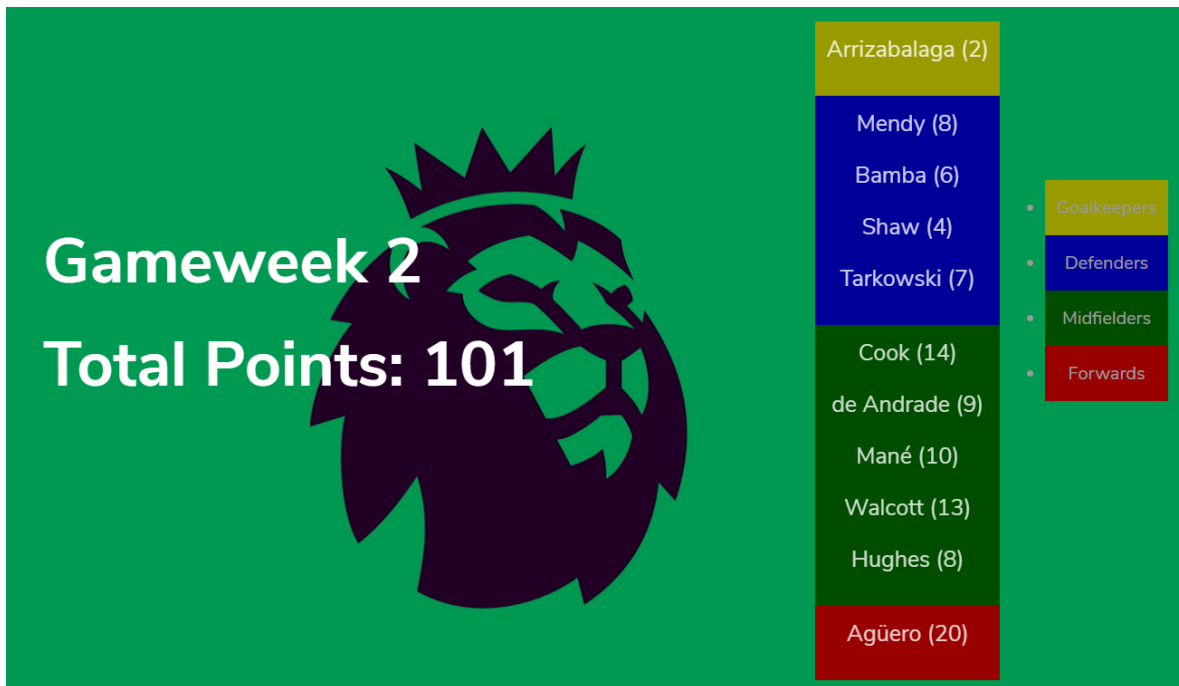 Gameweek 2
Total Points: 101
Arrizabalaga (2)
Mendy (8)
Bamba (6)
Shaw (4)
Tarkowski (7)
Cook (14)
de Andrade (9)
Mané (10)
Walcott (13)
Hughes (8)
Agüero (20)
Goalkeepers
Defenders
Midfielders
Forwards